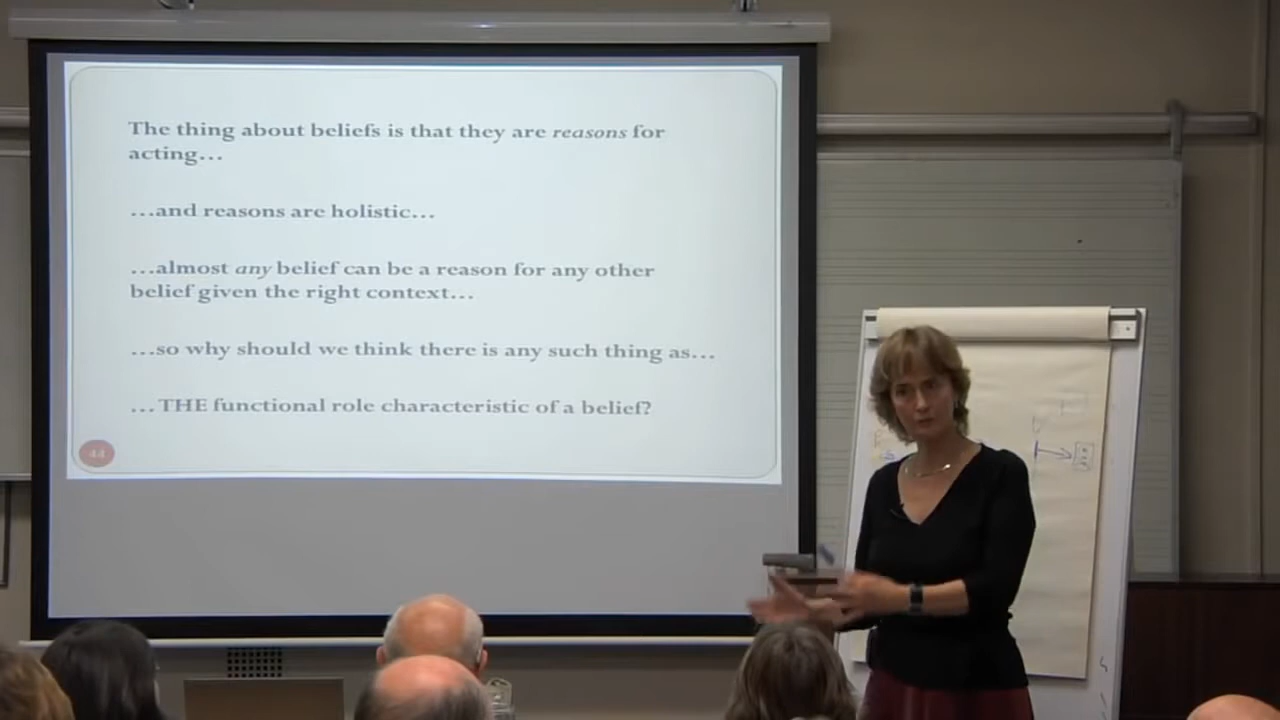 The thing about beliefs is that they are reasons for
acting…
…and reasons are holistic…
…almost any belief can be a reason for any other
belief given the right context…
…so why should we think there is any such thing as…
…THE functional role characteristic of a belief?
44